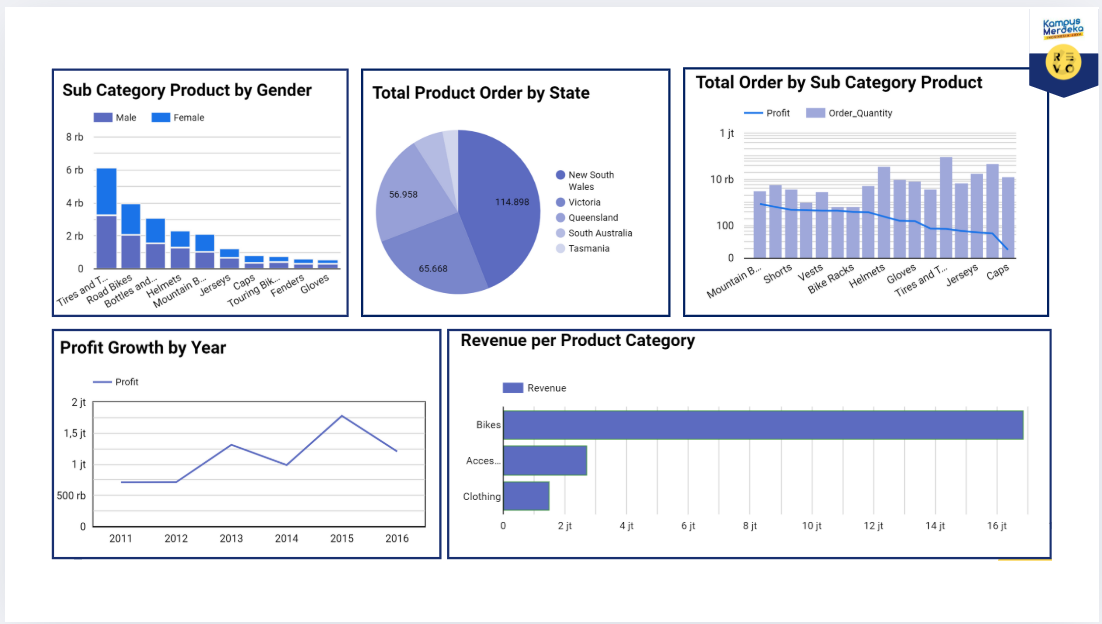 Kampus
Merdeka
R
V O
Sub Category Product by Gender
Male
Female
8 rb
6 rb
4 rb
2 rb
0
Tires and T...
Road Bikes
Bottles and...
Helmets
Mountain B...
Jerseys
Caps
Touring Bik...
Fenders
Gloves
Total Product Order by State
114.898
65.668
56.958
New South
Wales
Victoria
Queensland
South Australia
Tasmania
Total Order by Sub Category Product
Profit
Order_Quantity
1 jt
10 rb
100
0
Mountain B...
Shorts
Vests
Bike Racks
Helmets
Gloves
Tires and T...
Jerseys
Caps
Profit Growth by Year
Profit
2 jt
1,5 jt
1 jt
500 rb
0
2011
2012
2013
2014
2015
2016
Revenue per Product Category
Revenue
Bikes
Acces...
Clothing
0
2 jt
4 jt
6 jt
8 jt
10 jt
12 jt
14 jt
16 jt